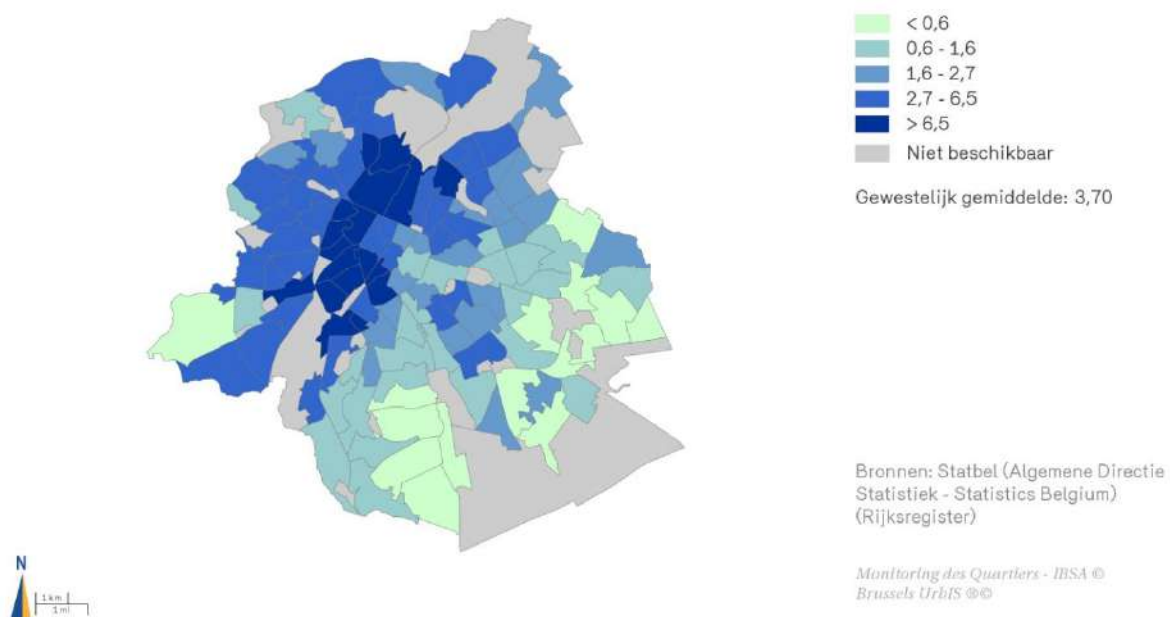 < 0,6
0,6 - 1,6
1,6 - 2,7
2,7 - 6,5
> 6,5
Niet beschikbaar
Gewestelijk gemiddelde: 3,70
Bronnen: Statbel (Algemene Directie
Statistiek - Statistics Belgium)
(Rijksregister)
Monitoring des Quartiers - IBSA ©
Brussels UrbIS ®©
N
1 km
1 mi